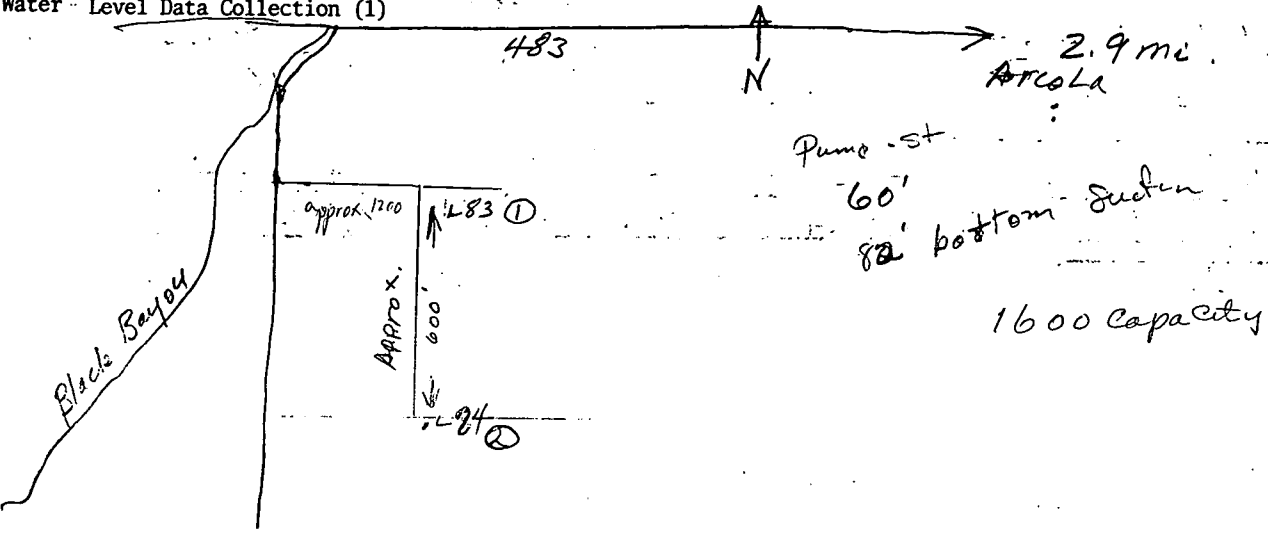 Water Level Data Collection (1)
483
N
2.9 mi.
Arcola
Pump. st
60'
82' bottom Suction
1600 capacity
approx. 1200
L83 ①
Approx.
600'
Black Bayou
L84 ②